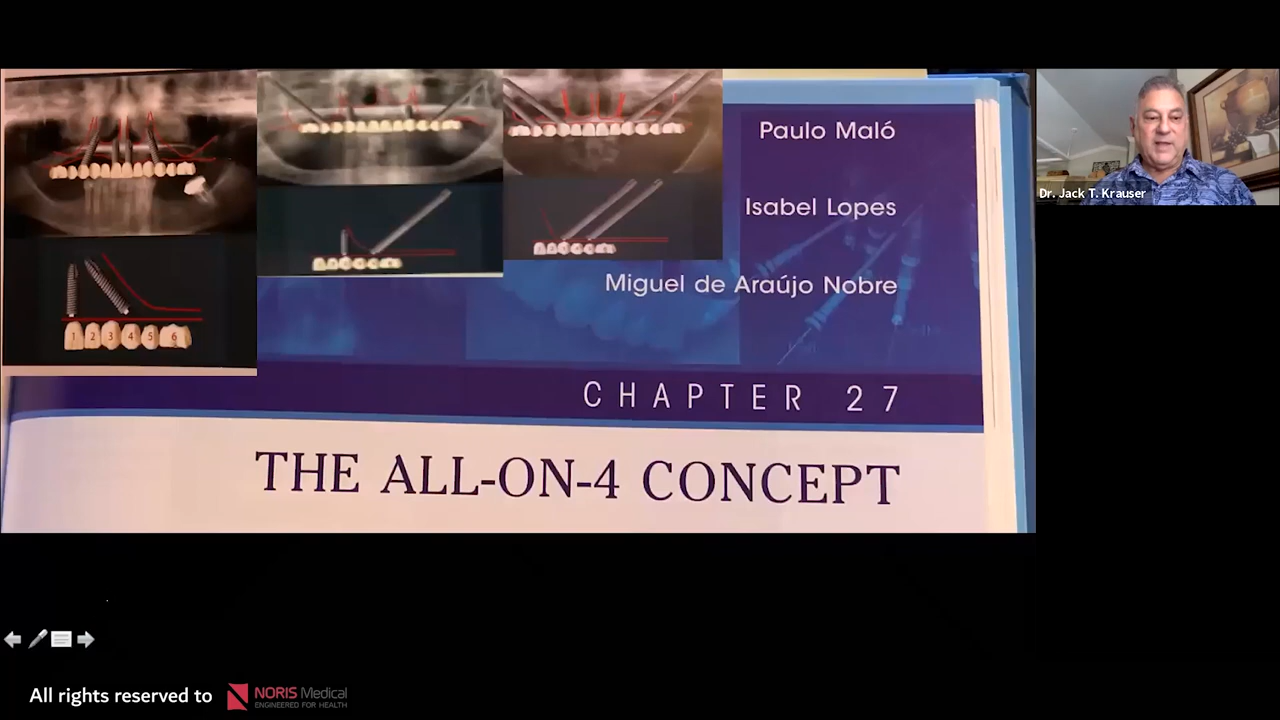 Paulo Maló
Isabel Lopes
Miguel de Araújo Nobre
CHAPTER 27
THE ALL-ON-4 CONCEPT
1 2 3 4 5 6
Dr. Jack T. Krauser
All rights reserved to NORIS Medical
ENGINEERED FOR HEALTH